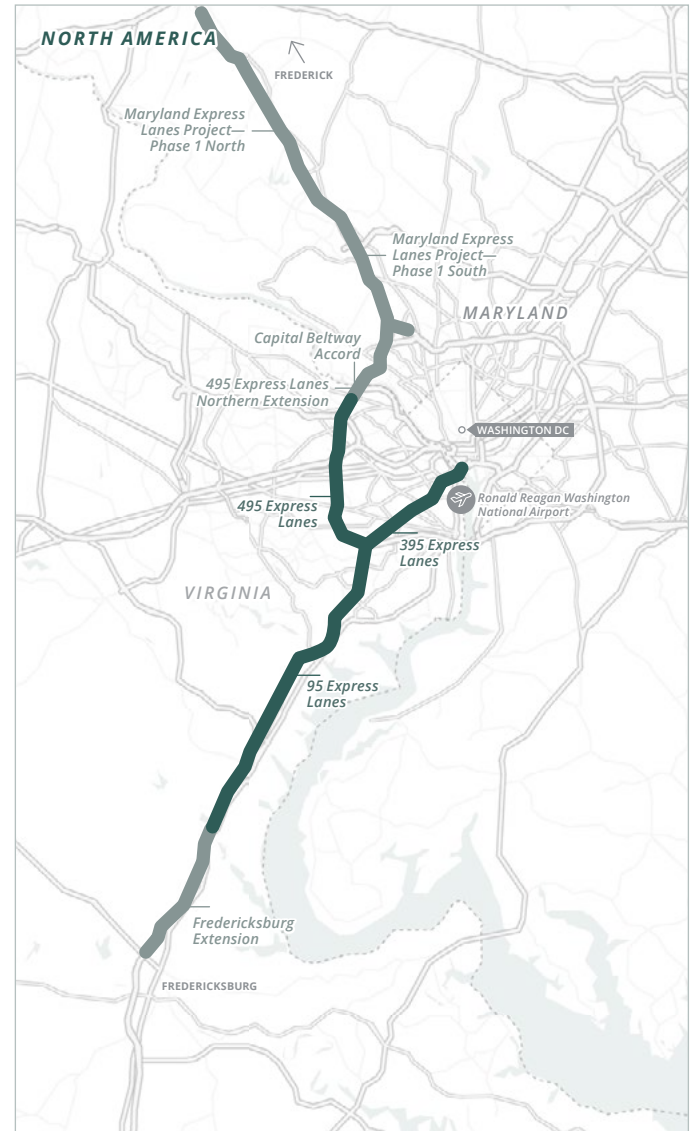 NORTH AMERICA
FREDERICK
Maryland Express
Lanes Project—
Phase 1 North
Maryland Express
Lanes Project—
Phase 1 South
MARYLAND
Capital Beltway
Accord
495 Express Lanes
Northern Extension
WASHINGTON DC
Ronald Reagan Washington
National Airport
495 Express
Lanes
395 Express
Lanes
VIRGINIA
95 Express
Lanes
Fredericksburg
Extension
FREDERICKSBURG